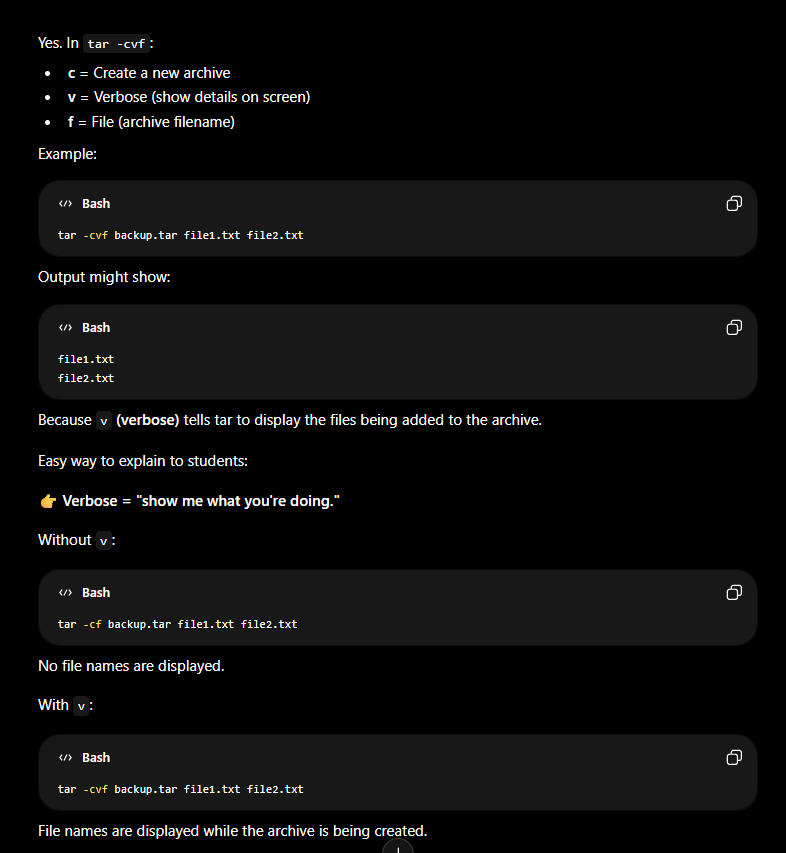 Yes. In tar -cvf:
c = Create a new archive
v = Verbose (show details on screen)
f = File (archive filename)
Example:
Bash
tar -cvf backup.tar file1.txt file2.txt
Output might show:
Bash
file1.txt
file2.txt
Because v (verbose) tells tar to display the files being added to the archive.
Easy way to explain to students:
👉 Verbose = "show me what you're doing."
Without v:
Bash
tar -cf backup.tar file1.txt file2.txt
No file names are displayed.
With v:
Bash
tar -cvf backup.tar file1.txt file2.txt
File names are displayed while the archive is being created.